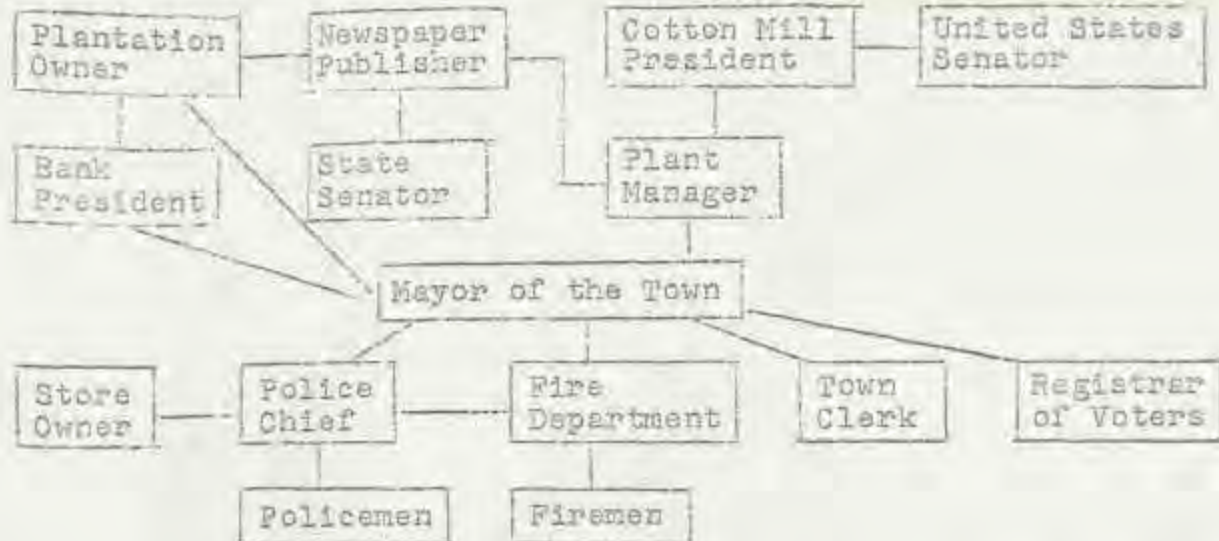 Plantation
Owner
Newspaper
Publisher
Cotton Mill
President
United States
Senator
Bank
President
State
Senator
Plant
Manager
Mayor of the Town
Store
Owner
Police
Chief
Fire
Department
Town
Clerk
Registrar
of Voters
Policemen
Firemen